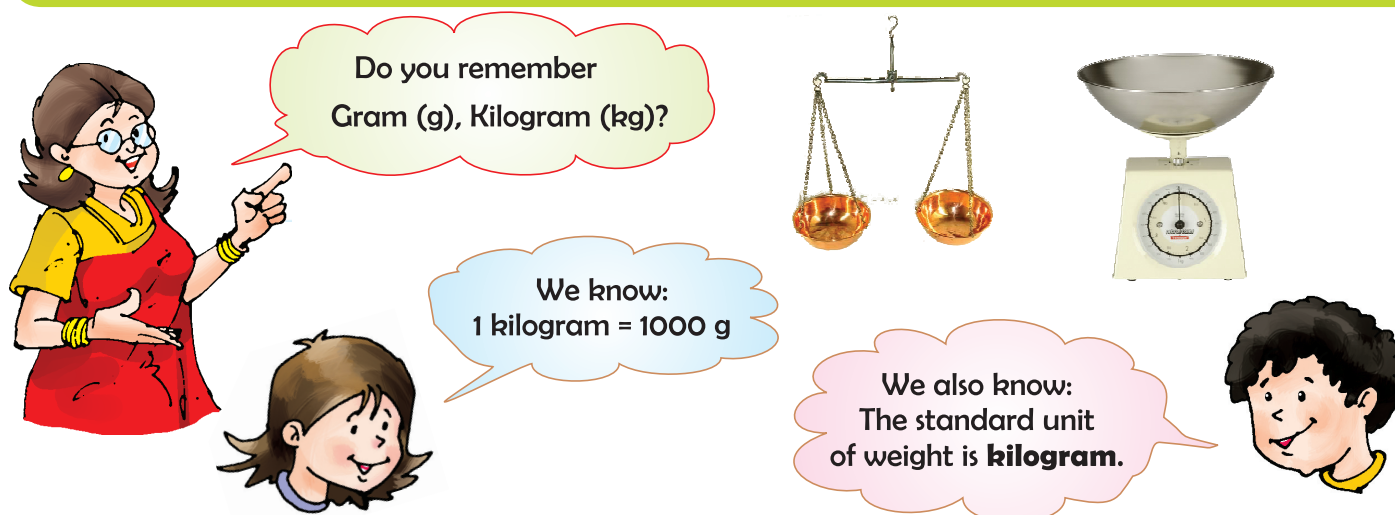 Do you remember
Gram (g), Kilogram (kg)?
We know:
1 kilogram = 1000 g
We also know:
The standard unit
of weight is kilogram.